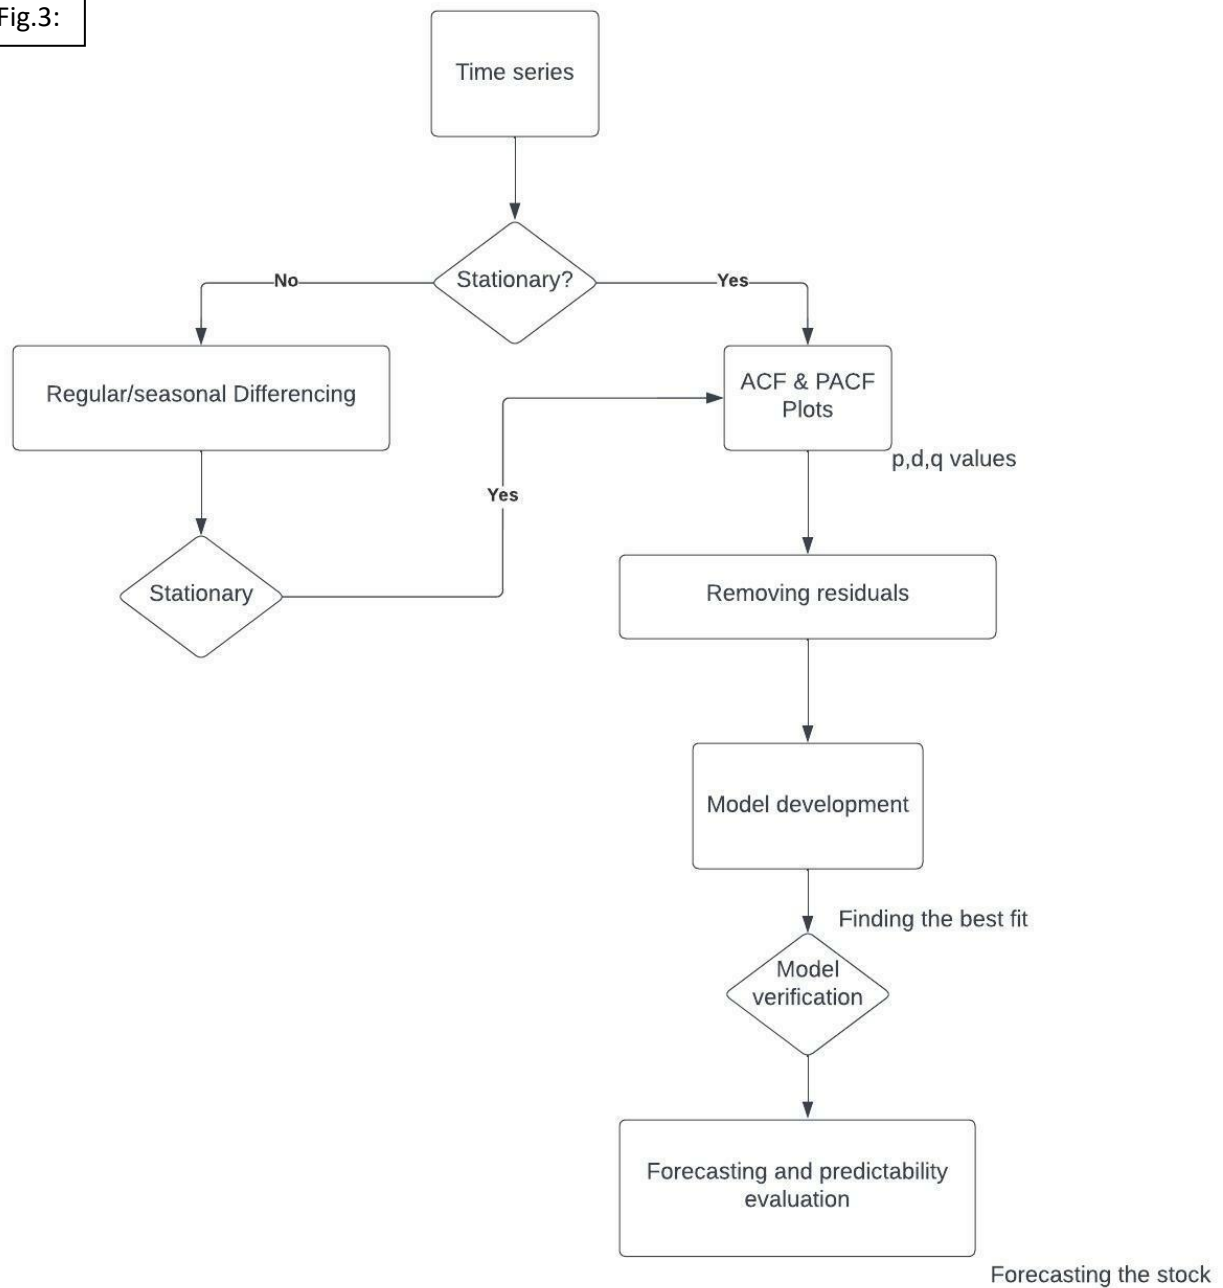 Fig.3:
Time series
Stationary?
No
Yes
Regular/seasonal Differencing
ACF & PACF
Plots
p,d,q values
Yes
Stationary
Removing residuals
Model development
Finding the best fit
Model
verification
Forecasting and predictability
evaluation
Forecasting the stock